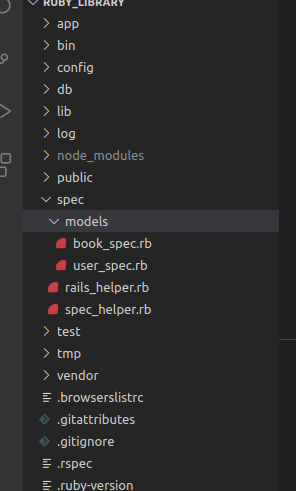 RUBY_LIBRARY
app
bin
config
db
lib
log
node_modules
public
spec
models
book_spec.rb
user_spec.rb
rails_helper.rb
spec_helper.rb
test
tmp
vendor
.browserslistrc
.gitattributes
.gitignore
.rspec
.ruby-version